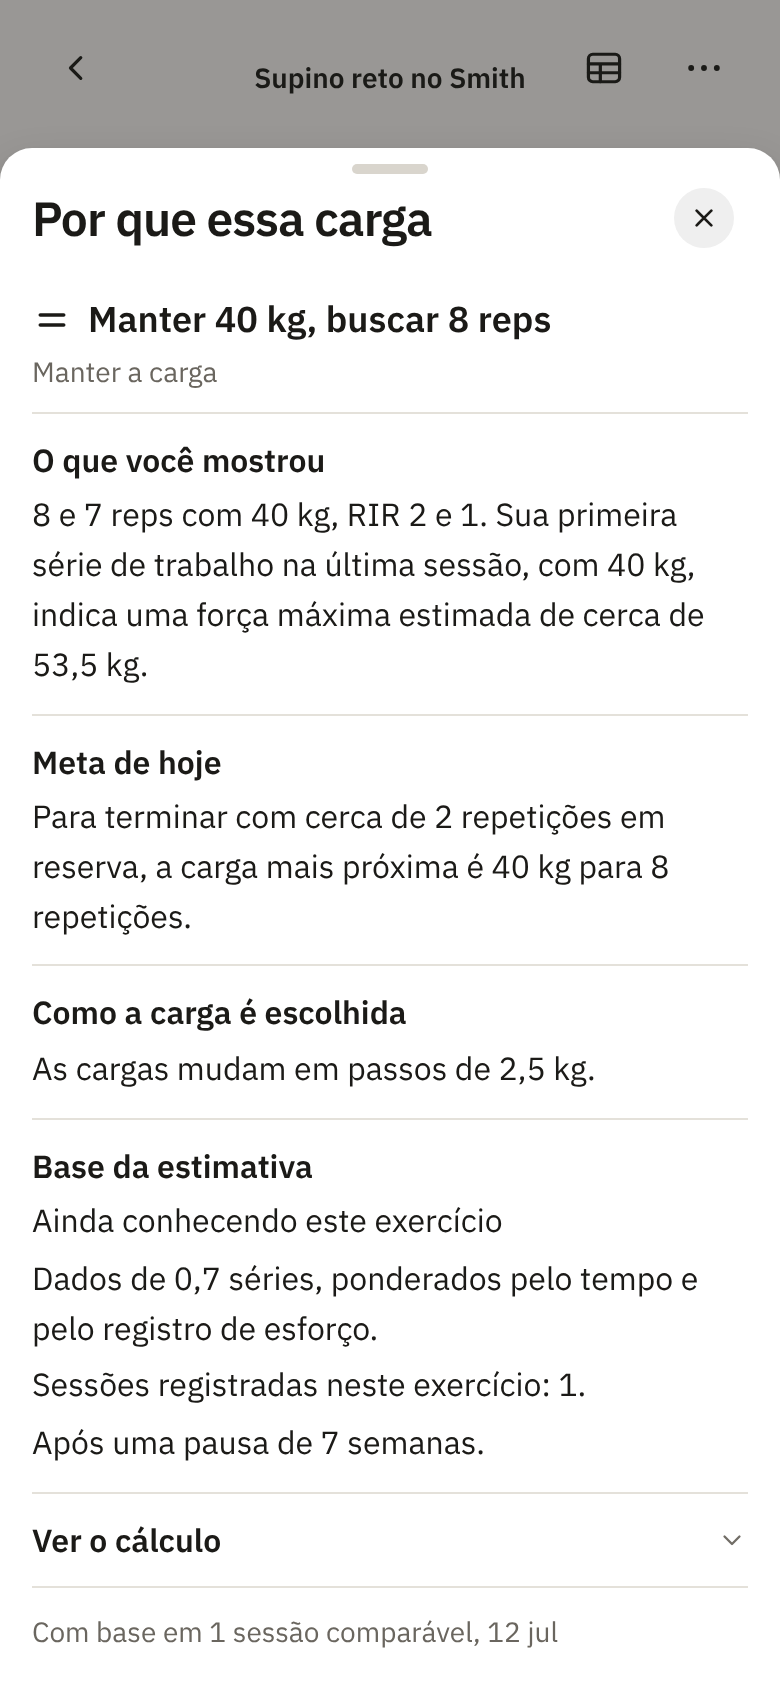 Supino reto no Smith
Por que essa carga
= Manter 40 kg, buscar 8 reps
Manter a carga
O que você mostrou
8 e 7 reps com 40 kg, RIR 2 e 1. Sua primeira
série de trabalho na última sessão, com 40 kg,
indica uma força máxima estimada de cerca de
53,5 kg.
Meta de hoje
Para terminar com cerca de 2 repetições em
reserva, a carga mais próxima é 40 kg para 8
repetições.
Como a carga é escolhida
As cargas mudam em passos de 2,5 kg.
Base da estimativa
Ainda conhecendo este exercício
Dados de 0,7 séries, ponderados pelo tempo e
pelo registro de esforço.
Sessões registradas neste exercício: 1.
Após uma pausa de 7 semanas.
Ver o cálculo
Com base em 1 sessão comparável, 12 jul